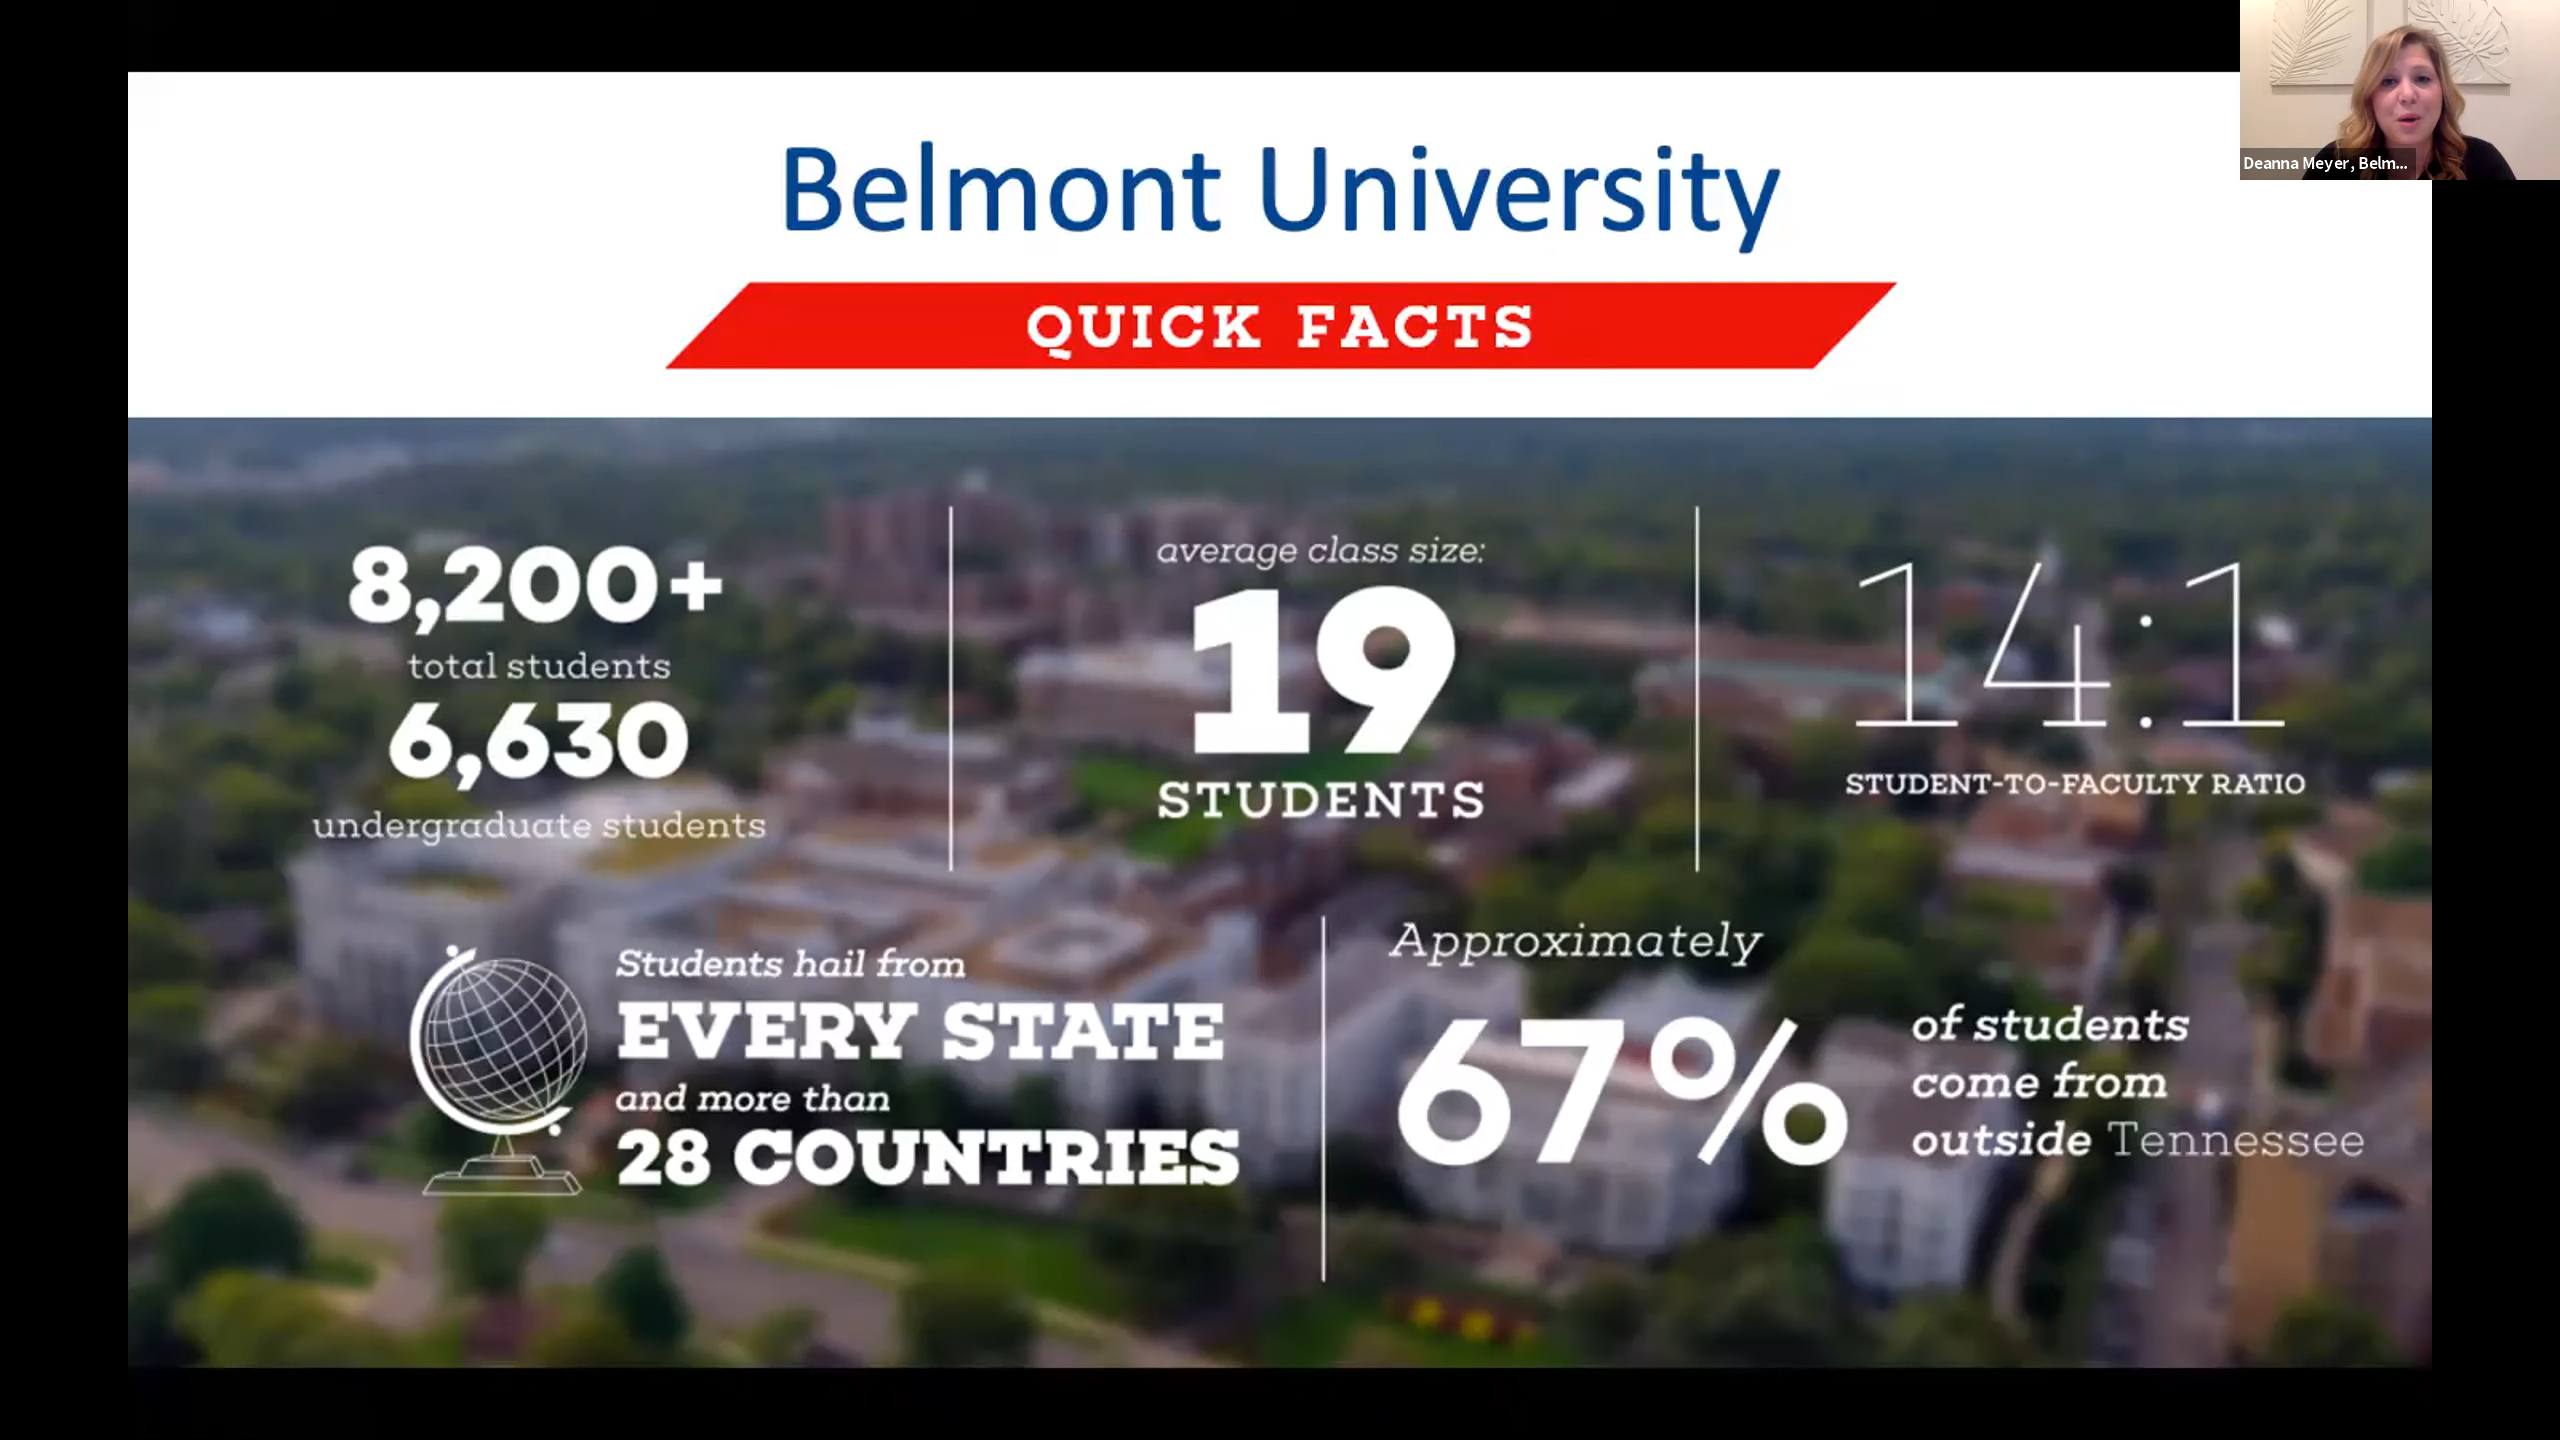 Belmont University
QUICK FACTS
8,200+
total students
6,630
undergraduate students
average class size:
19
STUDENTS
14:1
STUDENT-TO-FACULTY RATIO
Students hail from
EVERY STATE
and more than
28 COUNTRIES
Approximately
67%
of students
come from
outside Tennessee
Deanna Meyer, Belm...